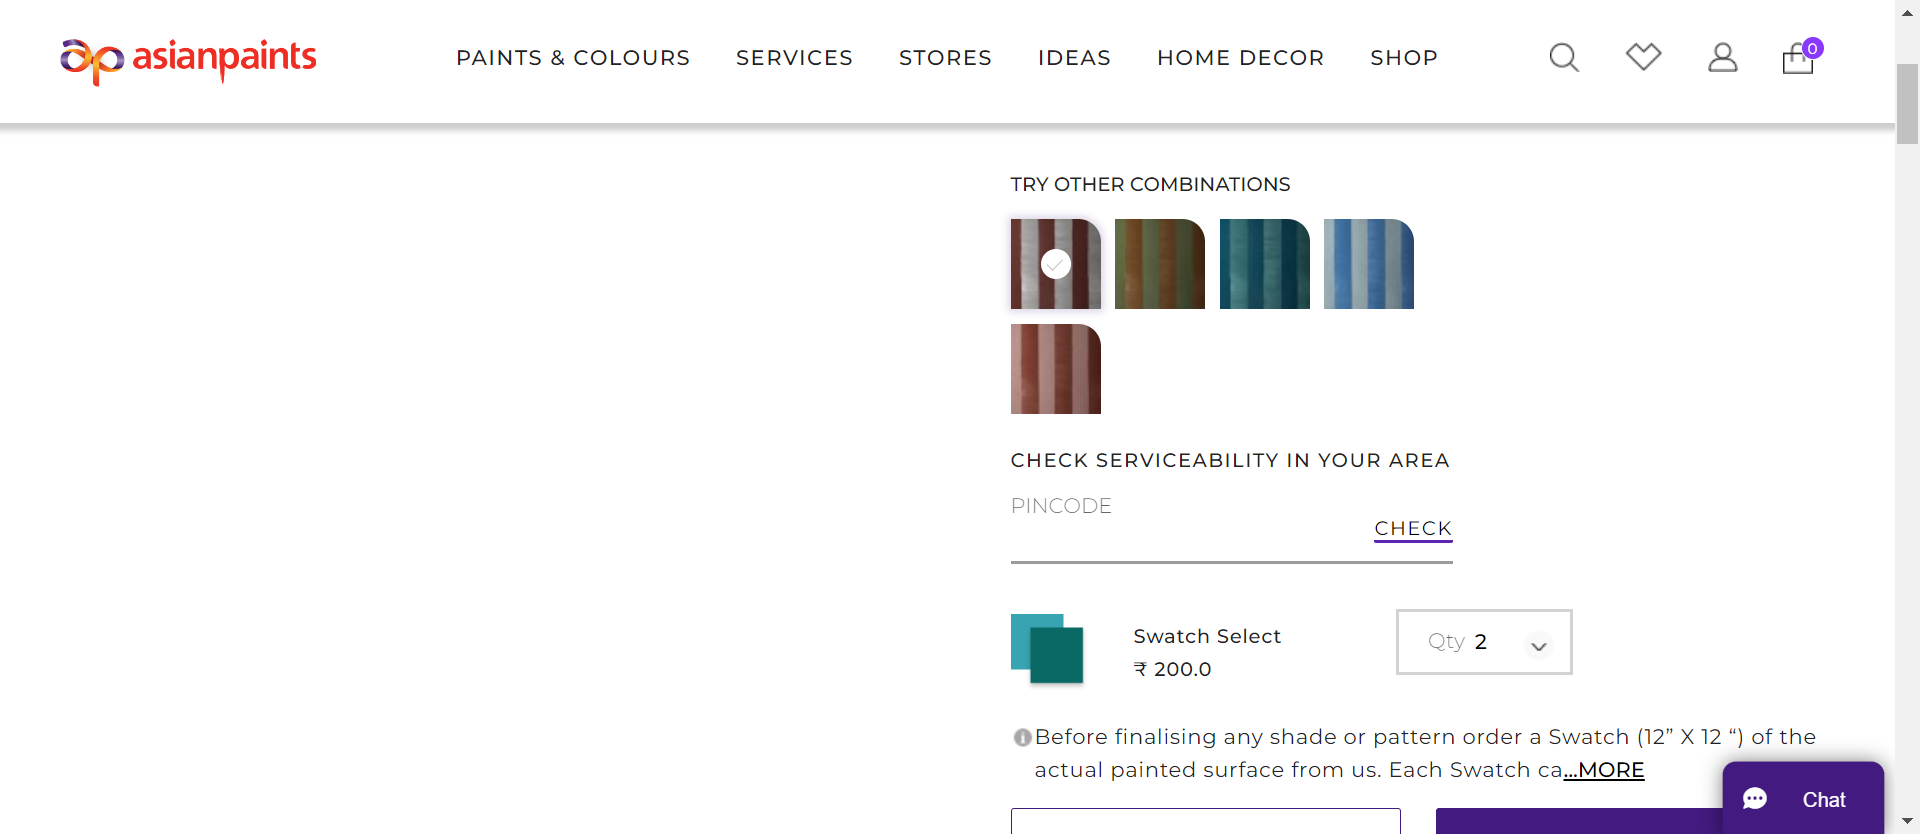 asianpaints
PAINTS & COLOURS SERVICES STORES IDEAS HOME DECOR SHOP
0
TRY OTHER COMBINATIONS
CHECK SERVICEABILITY IN YOUR AREA
PINCODE
CHECK
Swatch Select
₹ 200.0
Qty 2
Before finalising any shade or pattern order a Swatch (12” X 12 “) of the
actual painted surface from us. Each Swatch ca...MORE
Chat